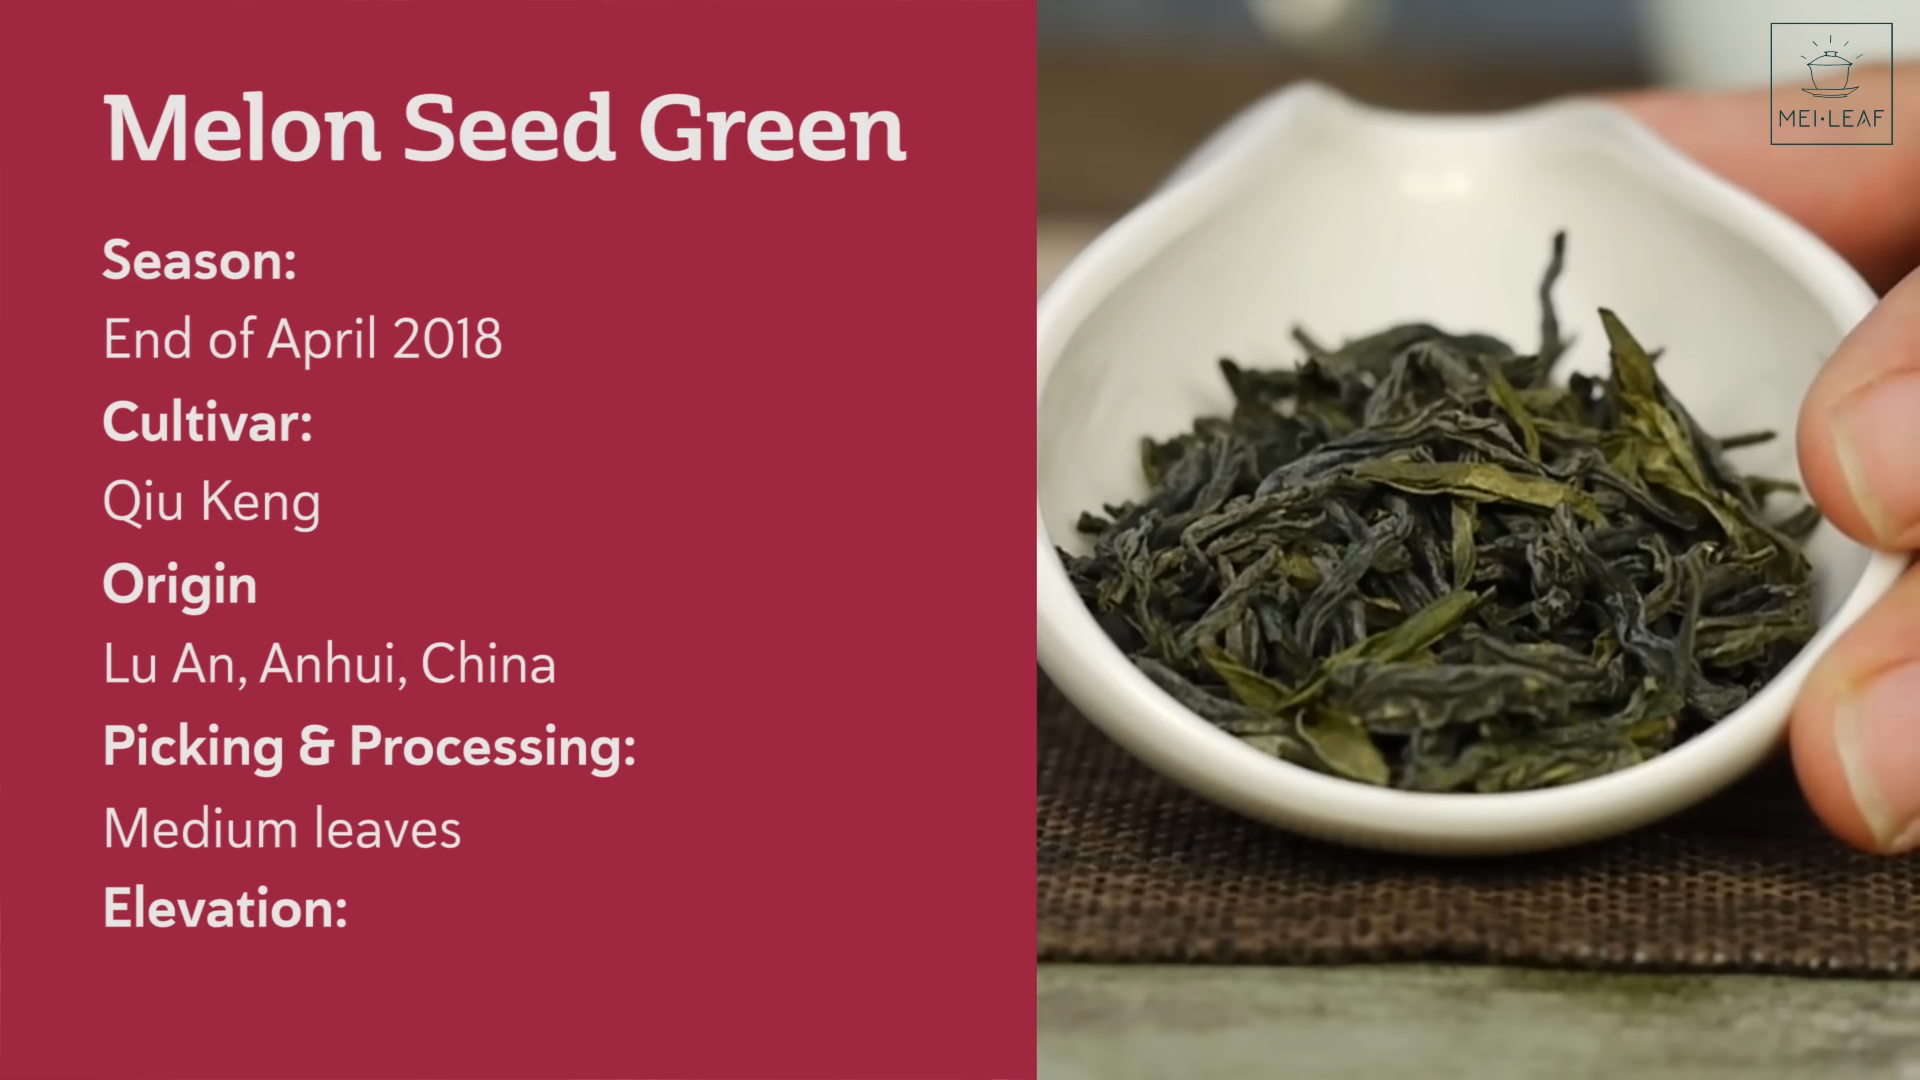 Melon Seed Green
Season:
End of April 2018
Cultivar:
Qiu Keng
Origin
Lu An, Anhui, China
Picking & Processing:
Medium leaves
Elevation:
MEI·LEAF